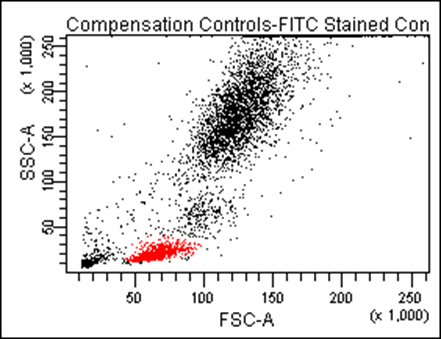 Compensation Controls-FITC Stained Con
SSC-A
(x 1,000)
250
200
150
100
50
50 100 150 200 250
FSC-A
(x 1,000)